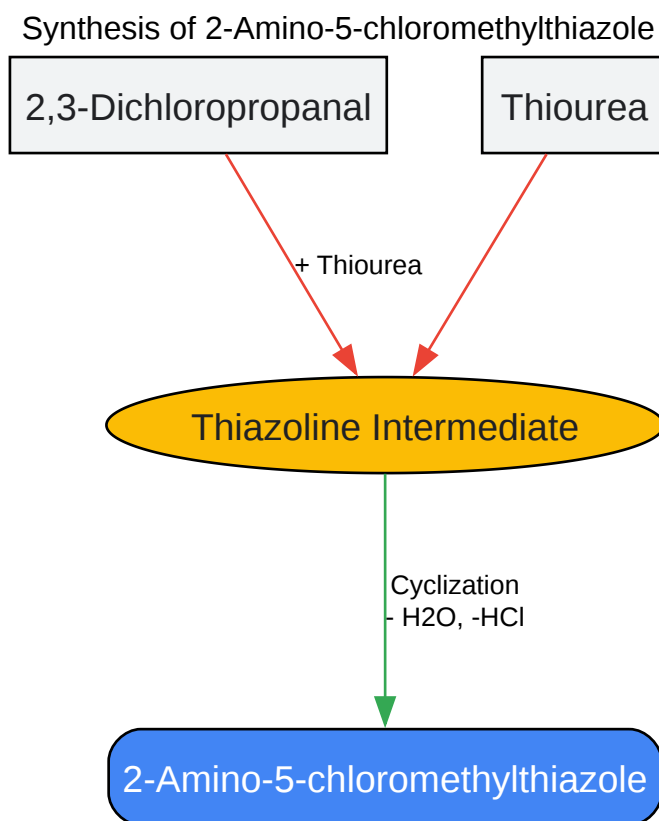 Synthesis of 2-Amino-5-chloromethylthiazole
2,3-Dichloropropanal
Thiourea
+ Thiourea
Thiazoline Intermediate
Cyclization
- H2O, -HCl
2-Amino-5-chloromethylthiazole